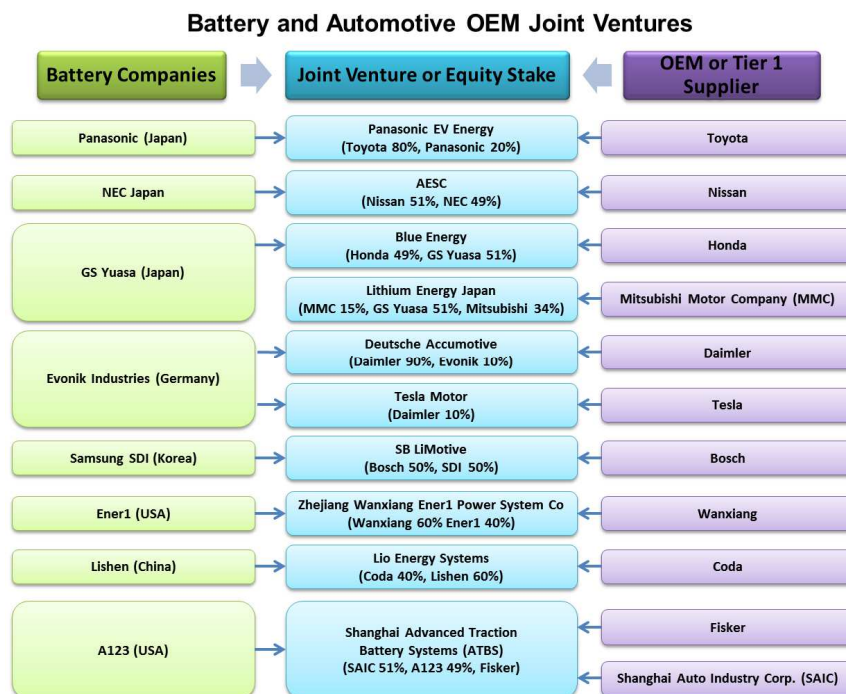 Battery and Automotive OEM Joint Ventures
Battery Companies
Joint Venture or Equity Stake
OEM or Tier 1
Supplier
Panasonic (Japan)
Panasonic EV Energy
(Toyota 80%, Panasonic 20%)
Toyota
NEC Japan
AESC
(Nissan 51%, NEC 49%)
Nissan
GS Yuasa (Japan)
Blue Energy
(Honda 49%, GS Yuasa 51%)
Honda
Lithium Energy Japan
(MMC 15%, GS Yuasa 51%, Mitsubishi 34%)
Mitsubishi Motor Company (MMC)
Evonik Industries (Germany)
Deutsche Accumotive
(Daimler 90%, Evonik 10%)
Daimler
Tesla Motor
(Daimler 10%)
Tesla
Samsung SDI (Korea)
SB LiMotive
(Bosch 50%, SDI 50%)
Bosch
Ener1 (USA)
Zhejiang Wanxiang Ener1 Power System Co
(Wanxiang 60% Ener1 40%)
Wanxiang
Lishen (China)
Lio Energy Systems
(Coda 40%, Lishen 60%)
Coda
A123 (USA)
Shanghai Advanced Traction
Battery Systems (ATBS)
(SAIC 51%, A123 49%, Fisker)
Fisker
Shanghai Auto Industry Corp. (SAIC)